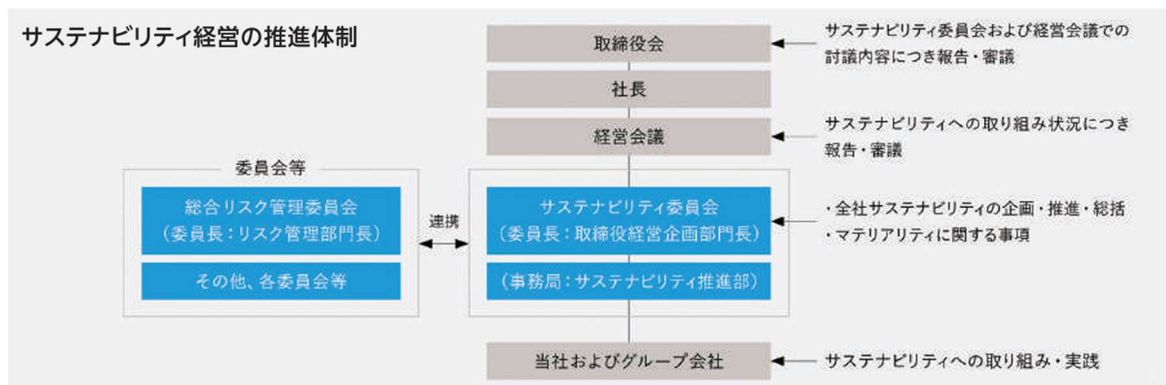 サステナビリティ経営の推進体制
取締役会
サステナビリティ委員会および経営会議での
討議内容につき報告・審議
社長
経営会議
サステナビリティへの取り組み状況につき
報告・審議
委員会等
総合リスク管理委員会
（委員長：リスク管理部門長）
その他、各委員会等
連携
サステナビリティ委員会
（委員長：取締役経営企画部門長）
（事務局：サステナビリティ推進部）
・全社サステナビリティの企画・推進・総括
・マテリアリティに関する事項
当社およびグループ会社
サステナビリティへの取り組み・実践